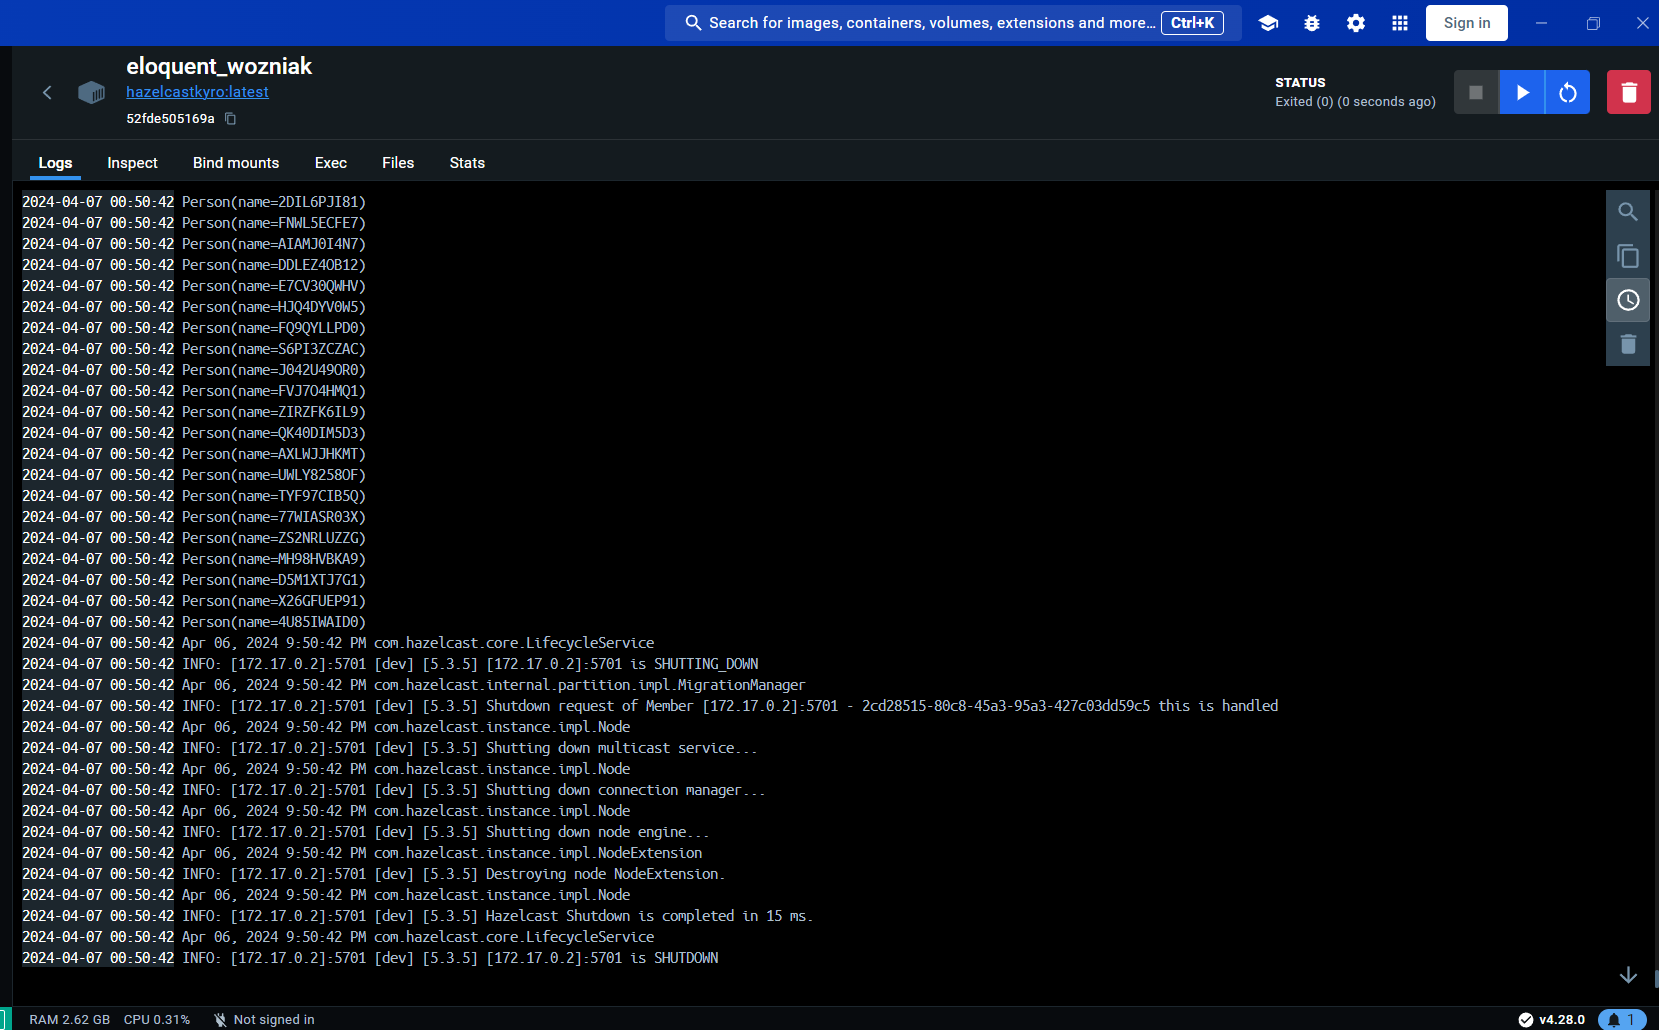 Search for images, containers, volumes, extensions and more... Ctrl+K
Sign in
eloquent_wozniak
hazelcastkyro:latest
52fde505169a
STATUS
Exited (0) (0 seconds ago)
Logs Inspect Bind mounts Exec Files Stats
2024-04-07 00:50:42 Person(name=2DIL6PJI81)
2024-04-07 00:50:42 Person(name=FNWL5ECFE7)
2024-04-07 00:50:42 Person(name=AIAMJ0I4N7)
2024-04-07 00:50:42 Person(name=DDLEZ4OB12)
2024-04-07 00:50:42 Person(name=E7CV30QWHV)
2024-04-07 00:50:42 Person(name=HJQ4DYV0W5)
2024-04-07 00:50:42 Person(name=FQ9QYLLPD0)
2024-04-07 00:50:42 Person(name=S6PI3ZCZAC)
2024-04-07 00:50:42 Person(name=J042U49OR0)
2024-04-07 00:50:42 Person(name=FVJ7O4HMQ1)
2024-04-07 00:50:42 Person(name=ZIRZFK6IL9)
2024-04-07 00:50:42 Person(name=QK40DIM5D3)
2024-04-07 00:50:42 Person(name=AXLWJJHKMT)
2024-04-07 00:50:42 Person(name=UWLY8258OF)
2024-04-07 00:50:42 Person(name=TYF97CIB5Q)
2024-04-07 00:50:42 Person(name=77WIASR03X)
2024-04-07 00:50:42 Person(name=ZS2NRLUZZG)
2024-04-07 00:50:42 Person(name=MH98HVBKA9)
2024-04-07 00:50:42 Person(name=D5M1XTJ7G1)
2024-04-07 00:50:42 Person(name=X26GFUEP91)
2024-04-07 00:50:42 Person(name=4U85IWAID0)
2024-04-07 00:50:42 Apr 06, 2024 9:50:42 PM com.hazelcast.core.LifecycleService
2024-04-07 00:50:42 INFO: [172.17.0.2]:5701 [dev] [5.3.5] [172.17.0.2]:5701 is SHUTTING_DOWN
2024-04-07 00:50:42 Apr 06, 2024 9:50:42 PM com.hazelcast.internal.partition.impl.MigrationManager
2024-04-07 00:50:42 INFO: [172.17.0.2]:5701 [dev] [5.3.5] Shutdown request of Member [172.17.0.2]:5701 - 2cd28515-80c8-45a3-95a3-427c03dd59c5 this is handled
2024-04-07 00:50:42 Apr 06, 2024 9:50:42 PM com.hazelcast.instance.impl.Node
2024-04-07 00:50:42 INFO: [172.17.0.2]:5701 [dev] [5.3.5] Shutting down multicast service...
2024-04-07 00:50:42 Apr 06, 2024 9:50:42 PM com.hazelcast.instance.impl.Node
2024-04-07 00:50:42 INFO: [172.17.0.2]:5701 [dev] [5.3.5] Shutting down connection manager...
2024-04-07 00:50:42 Apr 06, 2024 9:50:42 PM com.hazelcast.instance.impl.Node
2024-04-07 00:50:42 INFO: [172.17.0.2]:5701 [dev] [5.3.5] Shutting down node engine...
2024-04-07 00:50:42 Apr 06, 2024 9:50:42 PM com.hazelcast.instance.impl.NodeExtension
2024-04-07 00:50:42 INFO: [172.17.0.2]:5701 [dev] [5.3.5] Destroying node NodeExtension.
2024-04-07 00:50:42 Apr 06, 2024 9:50:42 PM com.hazelcast.instance.impl.Node
2024-04-07 00:50:42 INFO: [172.17.0.2]:5701 [dev] [5.3.5] Hazelcast Shutdown is completed in 15 ms.
2024-04-07 00:50:42 Apr 06, 2024 9:50:42 PM com.hazelcast.core.LifecycleService
2024-04-07 00:50:42 INFO: [172.17.0.2]:5701 [dev] [5.3.5] [172.17.0.2]:5701 is SHUTDOWN
RAM 2.62 GB CPU 0.31% Not signed in v4.28.0 1